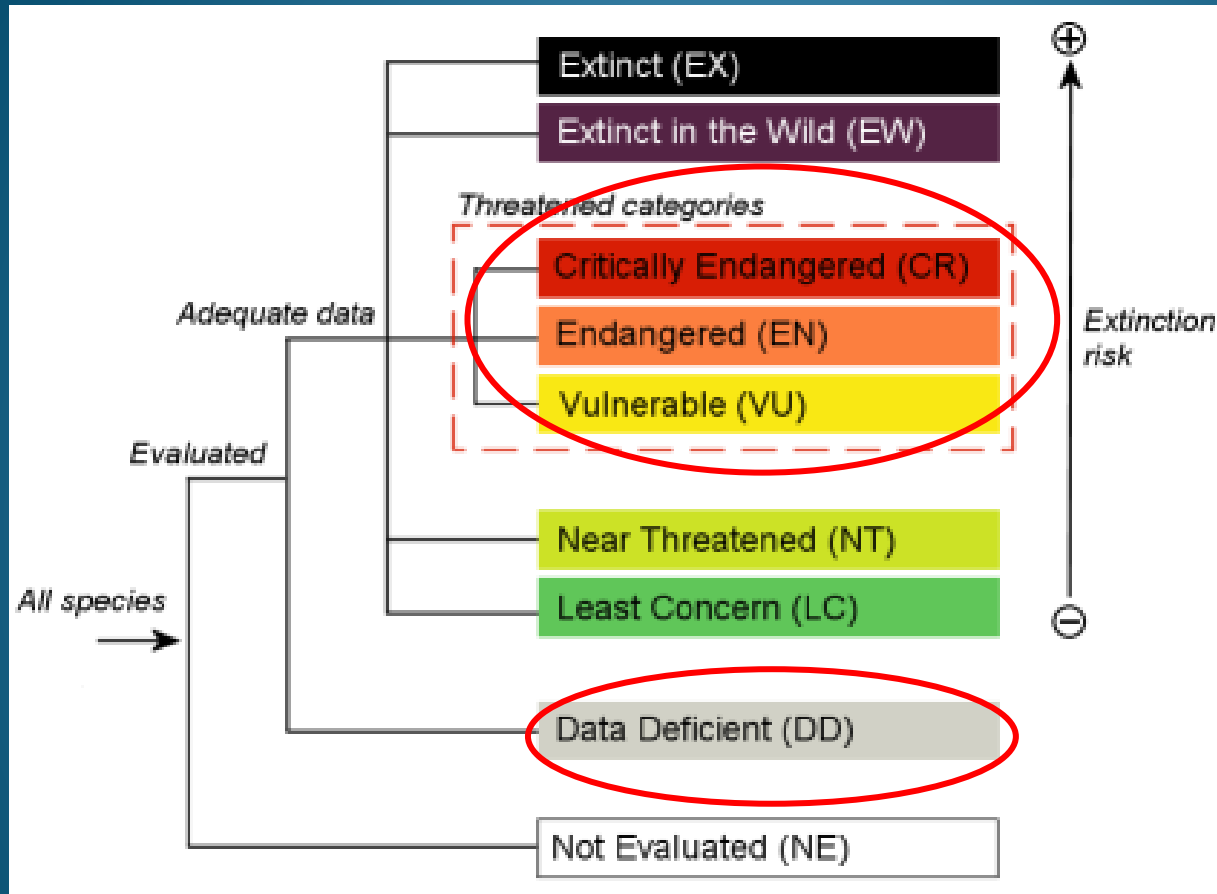 Extinct (EX)
Extinct in the Wild (EW)
Threatened categories
Critically Endangered (CR)
Adequate data
Endangered (EN)
Extinction
risk
Vulnerable (VU)
Evaluated
Near Threatened (NT)
All species
Least Concern (LC)
Data Deficient (DD)
Not Evaluated (NE)